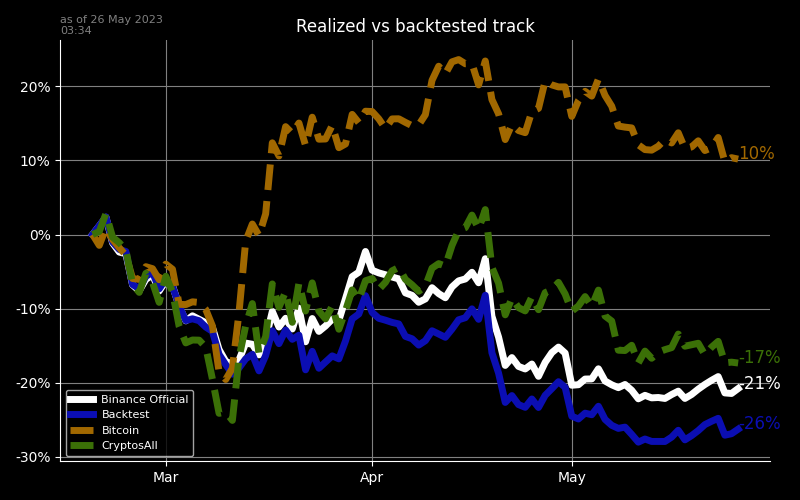 as of 26 May 2023
03:34
Realized vs backtested track
20%
10%
0%
-10%
-20%
-30%
10%
-17%
-21%
-26%
Binance Official
Backtest
Bitcoin
CryptosAll
Mar
Apr
May